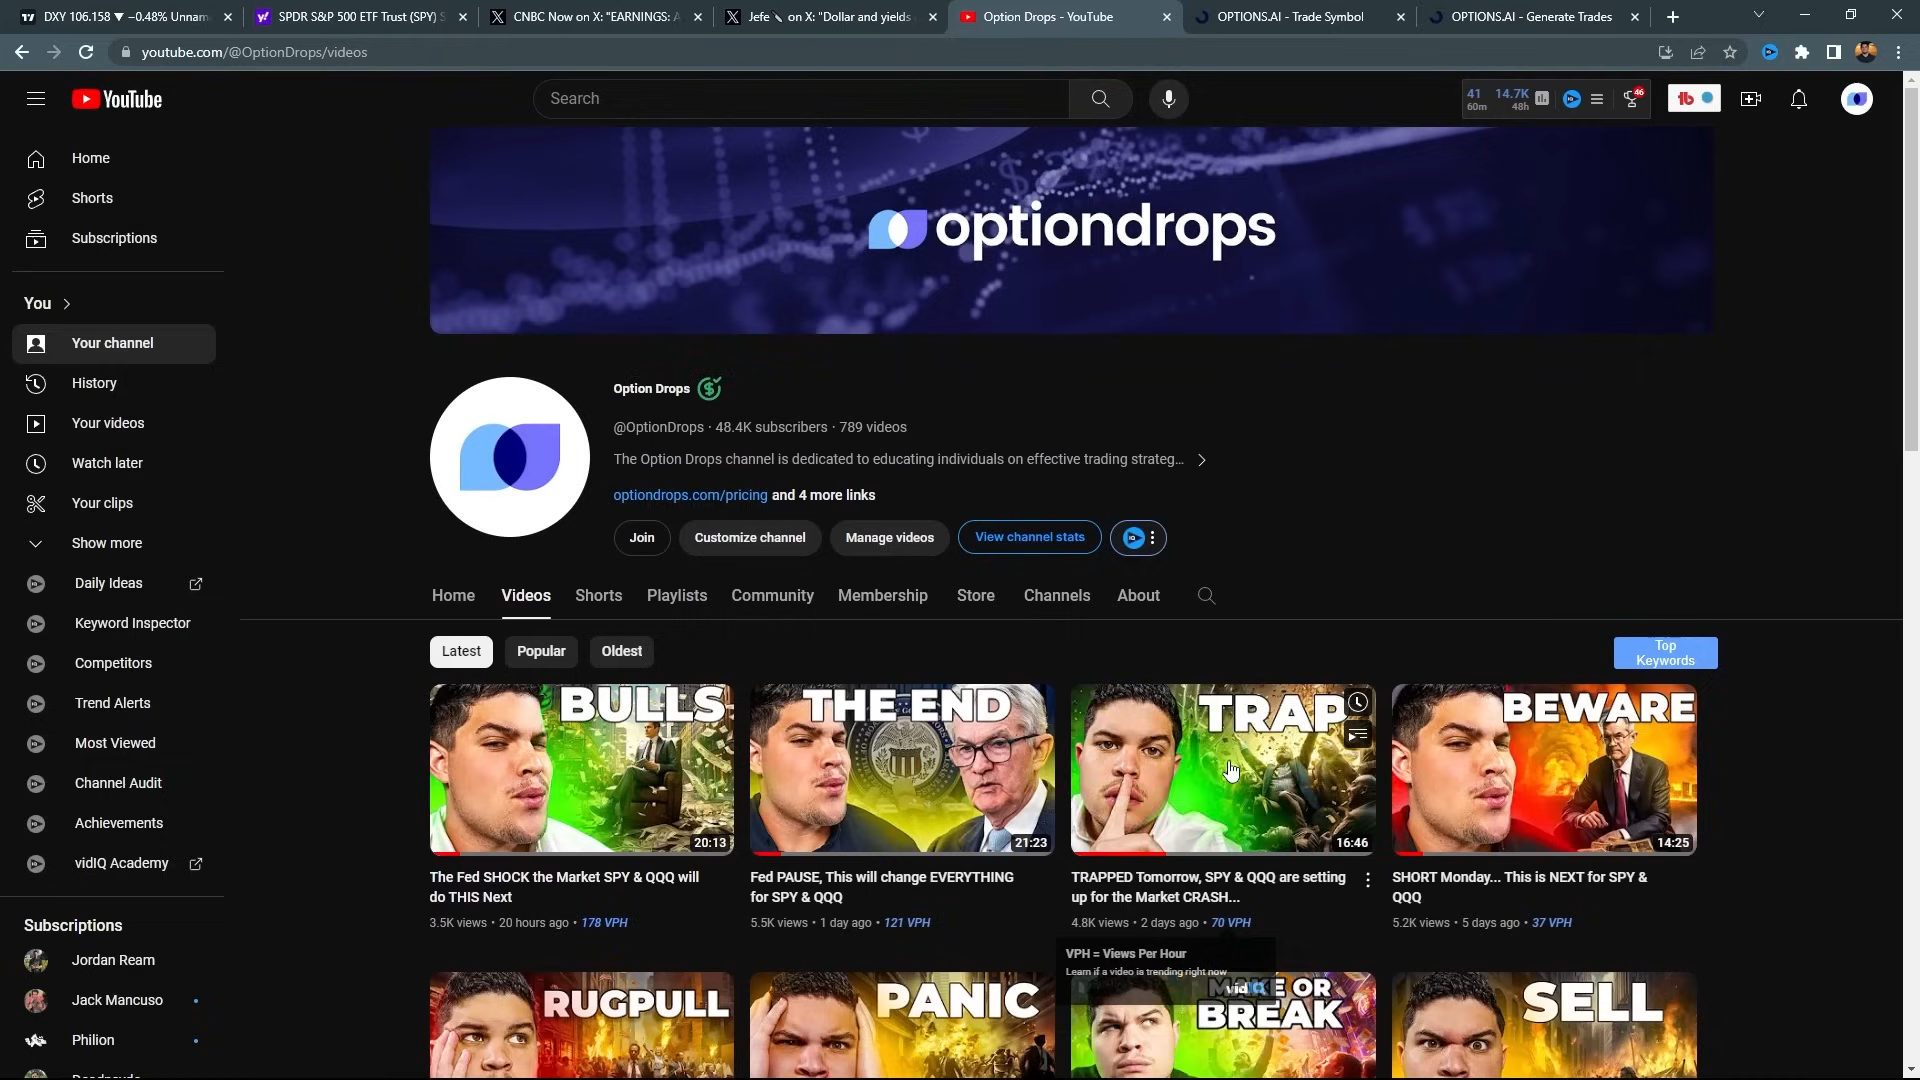 DXY 106.158 ▼ −0.48% Unnam
SPDR S&P 500 ETF Trust (SPY) S
CNBC Now on X: "EARNINGS: A
Jefe on X: "Dollar and yields
Option Drops - YouTube
OPTIONS.AI - Trade Symbol
OPTIONS.AI - Generate Trades
youtube.com/@OptionDrops/videos
YouTube
Search
41
60m
14.7K
48h
46
Home
Shorts
Subscriptions
You
Your channel
History
Your videos
Watch later
Your clips
Show more
Daily Ideas
Keyword Inspector
Competitors
Trend Alerts
Most Viewed
Channel Audit
Achievements
vidIQ Academy
Subscriptions
Jordan Ream
Jack Mancuso
Philion
optiondrops
Option Drops
@OptionDrops · 48.4K subscribers · 789 videos
The Option Drops channel is dedicated to educating individuals on effective trading strateg...
optiondrops.com/pricing and 4 more links
Join
Customize channel
Manage videos
View channel stats
Home
Videos
Shorts
Playlists
Community
Membership
Store
Channels
About
Latest
Popular
Oldest
Top
Keywords
BULLS
20:13
The Fed SHOCK the Market SPY & QQQ will
do THIS Next
3.5K views • 20 hours ago • 178 VPH
THE END
21:23
Fed PAUSE, This will change EVERYTHING
for SPY & QQQ
5.5K views • 1 day ago • 121 VPH
TRAP
16:46
TRAPPED Tomorrow, SPY & QQQ are setting
up for the Market CRASH...
4.8K views • 2 days ago • 70 VPH
BEWARE
14:25
SHORT Monday... This is NEXT for SPY &
QQQ
5.2K views • 5 days ago • 37 VPH
VPH = Views Per Hour
Learn if a video is trending right now
vidIQ
RUGPULL
PANIC
MAKE OR
BREAK
SELL